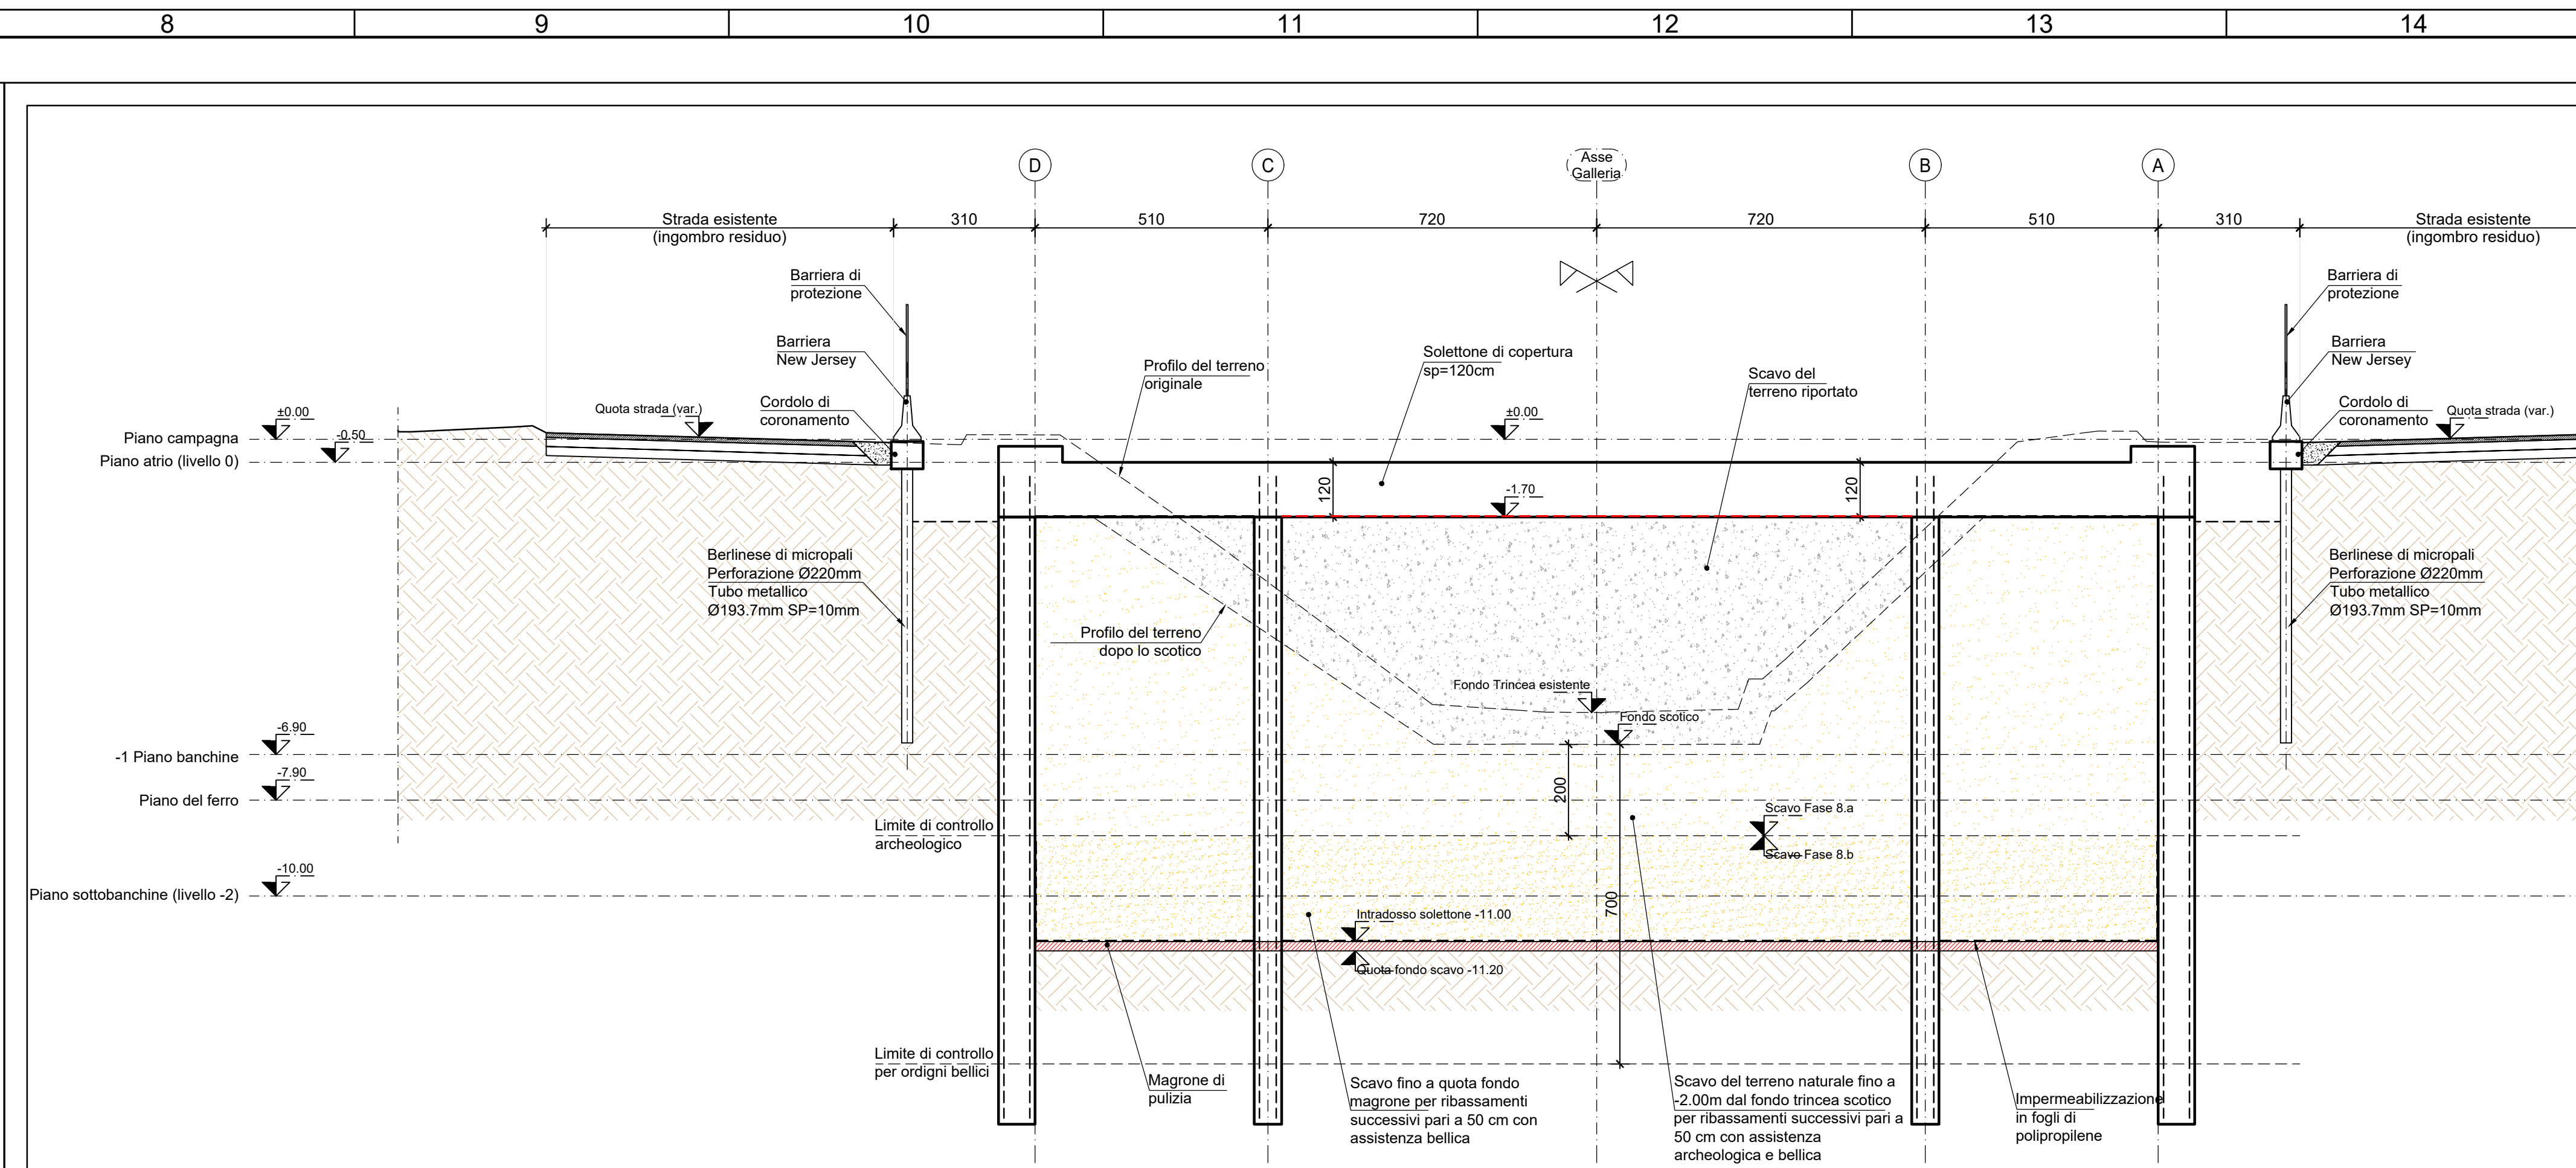 8 9 10 11 12 13 14
D C Asse B A
Galleria
Strada esistente 310 510 720 720 510 310 Strada esistente
(ingombro residuo) (ingombro residuo)
Barriera di
protezione
Barriera
New Jersey
Cordolo di
coronamento
Quota strada (var.)
Profilo del terreno
originale
Solettone di copertura
sp=120cm
Scavo del
terreno riportato
Barriera di
protezione
Barriera
New Jersey
Cordolo di
coronamento
Quota strada (var.)
±0.00
Piano campagna
-0.50
Piano atrio (livello 0)
±0.00
120
-1.70
120
Berlinese di micropali
Perforazione Ø220mm
Tubo metallico
Ø193.7mm SP=10mm
Berlinese di micropali
Perforazione Ø220mm
Tubo metallico
Ø193.7mm SP=10mm
Profilo del terreno
dopo lo scotico
Fondo Trincea esistente
Fondo scotico
-6.90
-1 Piano banchine
-7.90
Piano del ferro
200
Scavo Fase 8.a
Scavo Fase 8.b
Limite di controllo
archeologico
-10.00
Piano sottobanchine (livello -2)
700
Intradosso solettone -11.00
Quota fondo scavo -11.20
Limite di controllo
per ordigni bellici
Magrone di
pulizia
Scavo fino a quota fondo
magrone per ribassamenti
successivi pari a 50 cm con
assistenza bellica
Scavo del terreno naturale fino a
-2.00m dal fondo trincea scotico
per ribassamenti successivi pari a
50 cm con assistenza
archeologica e bellica
Impermeabilizzazione
in fogli di
polipropilene